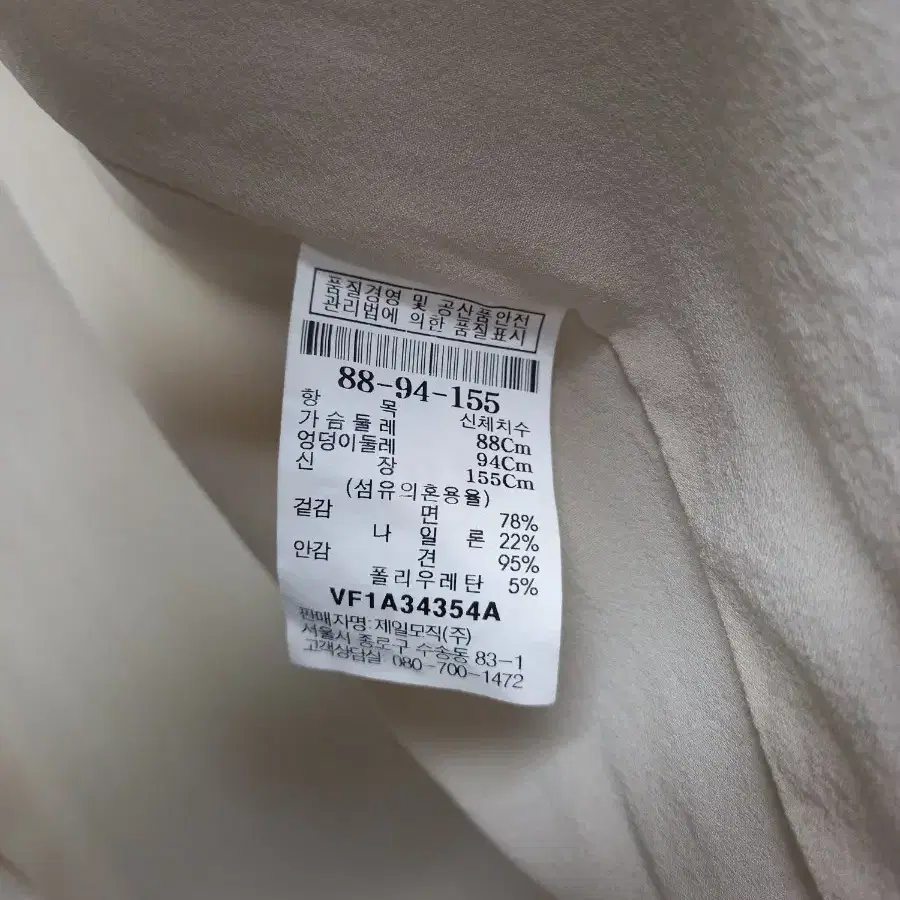 품질경영 및 공산품안전
관리법에 의한 품질표시
88-94-155
항 목 신체치수
가슴둘레 88Cm
엉덩이둘레 94Cm
신 장 155Cm
(섬유의혼용율)
겉감 면 78%
나 일 론 22%
안감 견 95%
폴리우레탄 5%
VF1A34354A
판매자명: 제일모직(주)
서울시 종로구 수송동 83-1
고객상담실: 080-700-1472